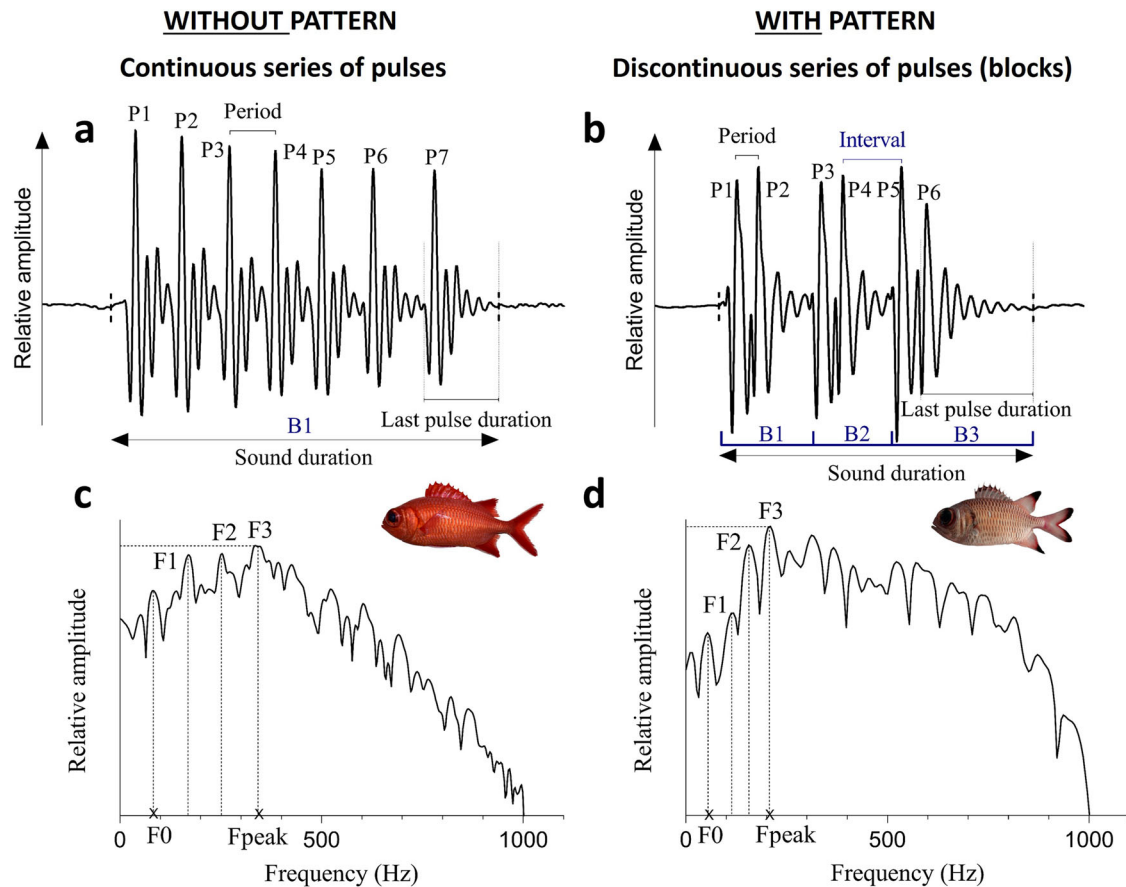 WITHOUT PATTERN
Continuous series of pulses
WITH PATTERN
Discontinuous series of pulses (blocks)
a
P1
P2
P3
Period
P4
P5
P6
P7
Relative amplitude
Last pulse duration
B1
Sound duration
b
Period
Interval
P1
P2
P3
P4
P5
P6
Relative amplitude
Last pulse duration
B1
B2
B3
Sound duration
c
F1
F2
F3
Relative amplitude
0
F0
Fpeak
500
1000
Frequency (Hz)
d
F1
F2
F3
Relative amplitude
0
F0
Fpeak
500
1000
Frequency (Hz)